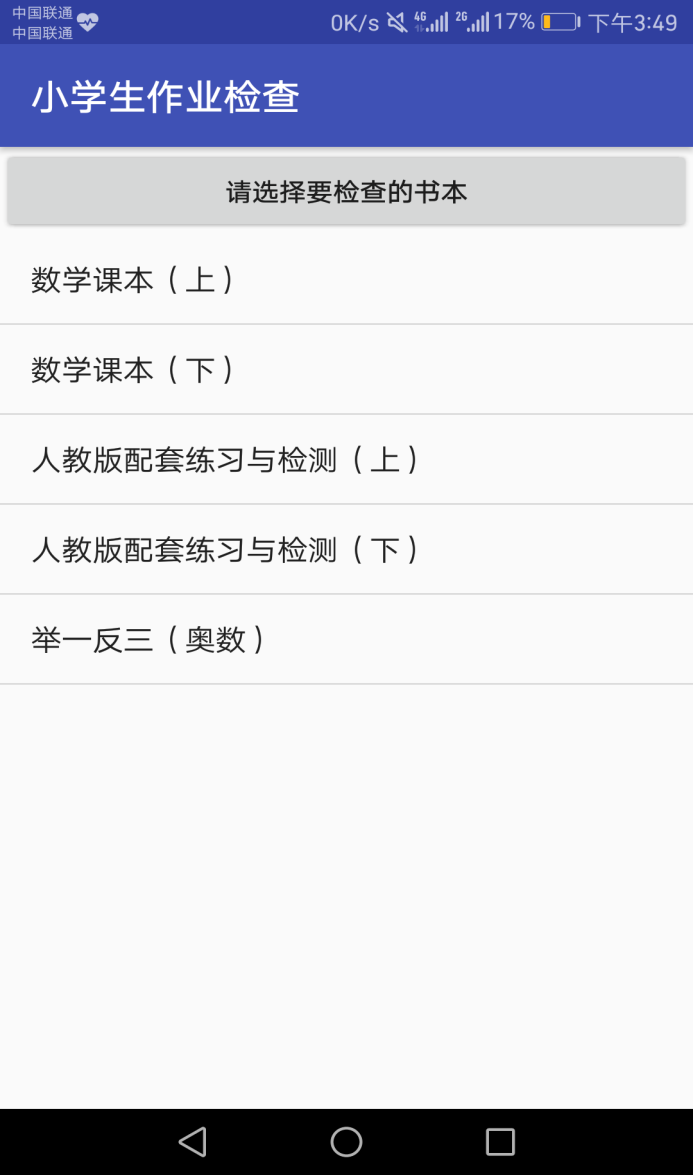 中国联通
中国联通
0K/s 4G 2G 17% 下午3:49
小学生作业检查
请选择要检查的书本
数学课本（上）
数学课本（下）
人教版配套练习与检测（上）
人教版配套练习与检测（下）
举一反三（奥数）